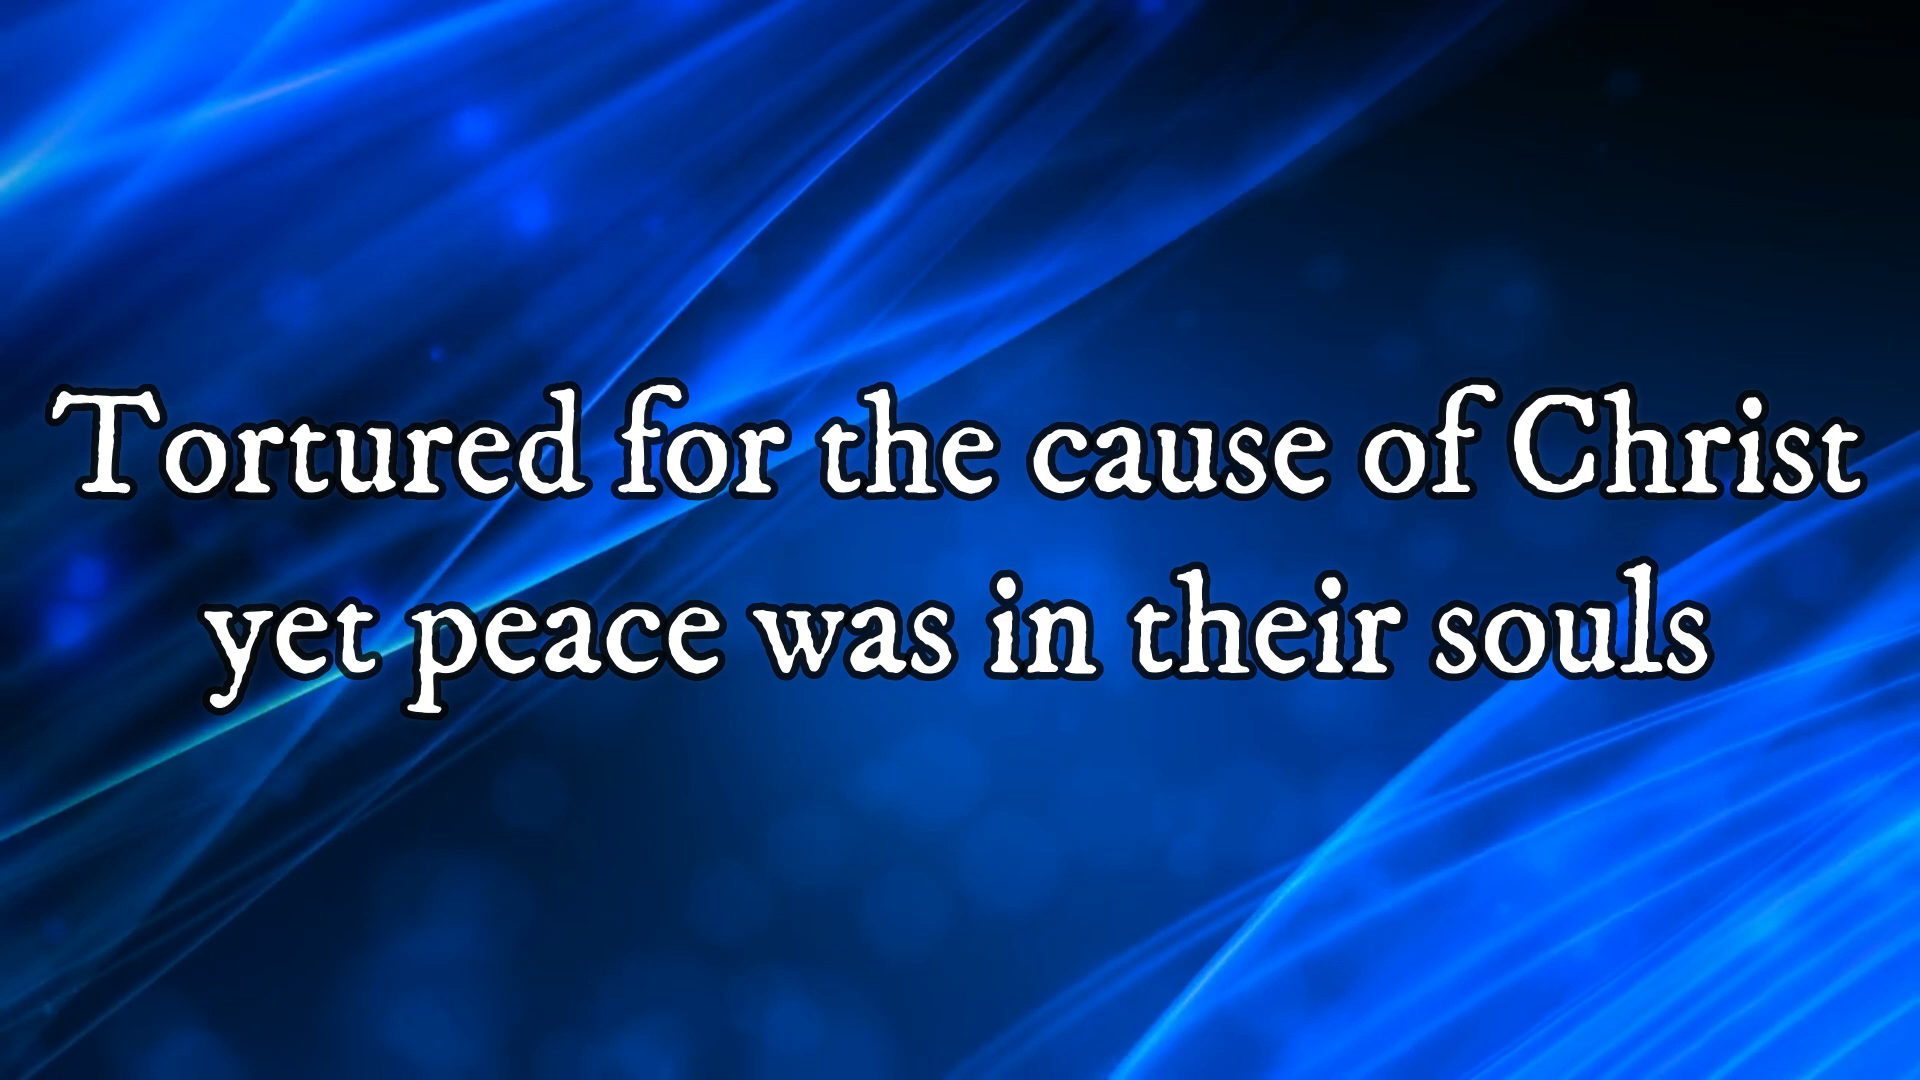 Tortured for the cause of Christ
yet peace was in their souls